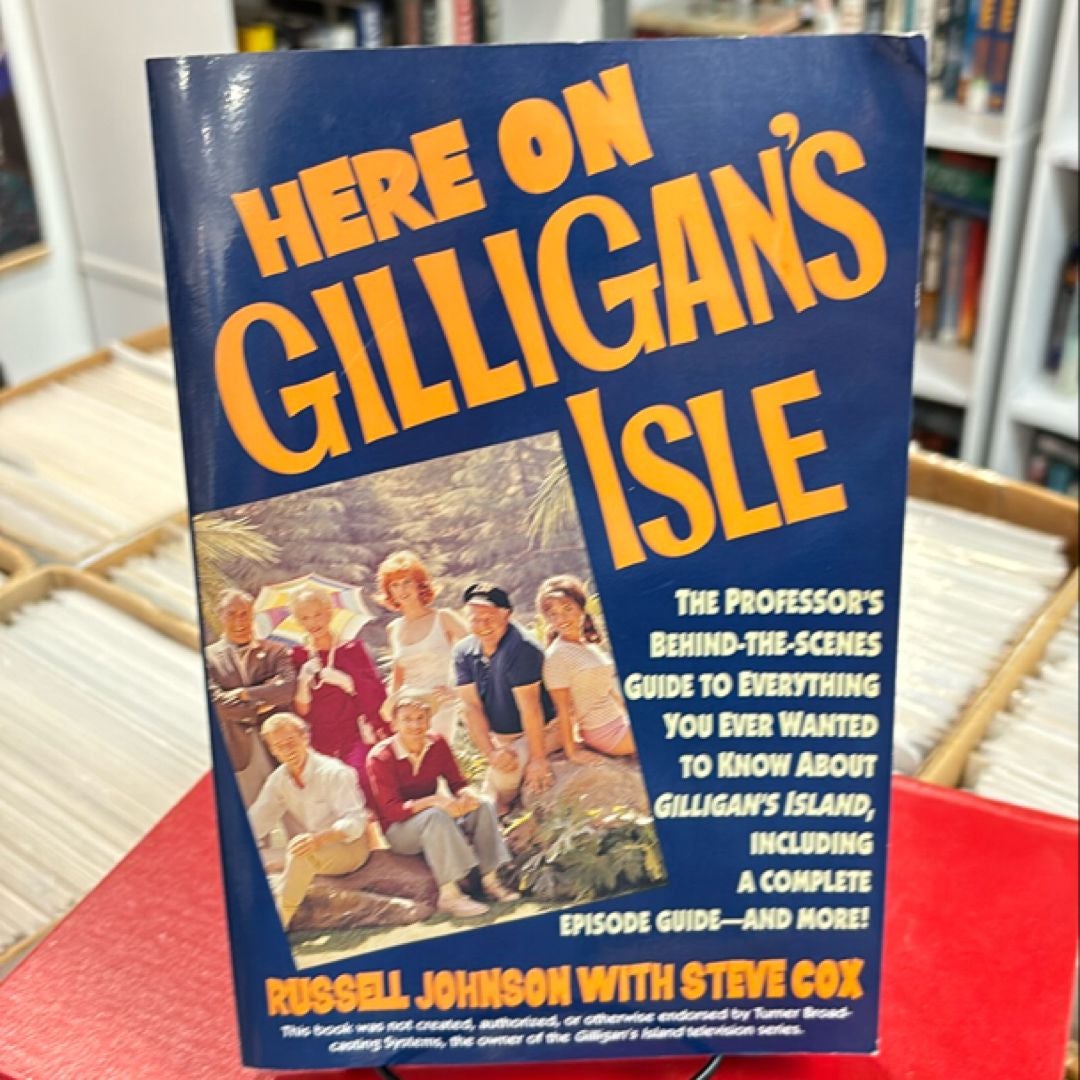 HERE ON
GILLIGAN'S
ISLE
THE PROFESSOR'S
BEHIND-THE-SCENES
GUIDE TO EVERYTHING
YOU EVER WANTED
TO KNOW ABOUT
GILLIGAN'S ISLAND,
INCLUDING
A COMPLETE
EPISODE GUIDE—AND MORE!
RUSSELL JOHNSON WITH STEVE COX
This book was not created, authorized, or otherwise endorsed by Turner Broad-
casting Systems, the owner of the Gilligan's Island television series.